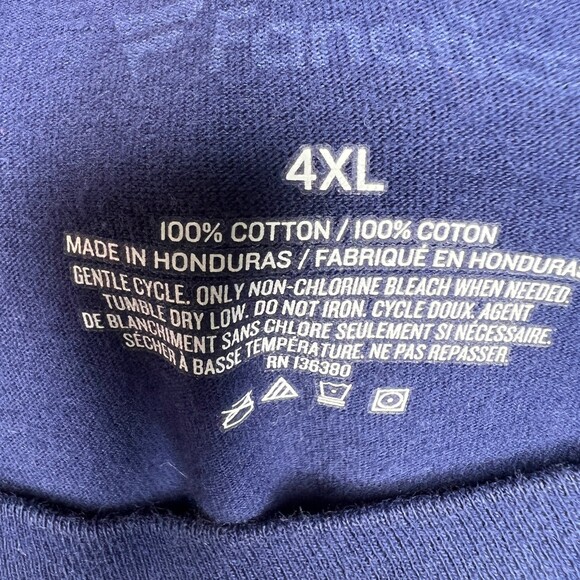 4XL
100% COTTON / 100% COTON
MADE IN HONDURAS / FABRIQUÉ EN HONDURA
GENTLE CYCLE. ONLY NON-CHLORINE BLEACH WHEN NEEDED.
TUMBLE DRY LOW. DO NOT IRON. CYCLE DOUX. AGENT
DE BLANCHIMENT SANS CHLORE SEULEMENT SI NÉCESSAIRE.
SÉCHER À BASSE TEMPÉRATURE. NE PAS REPASSER.
RN 136380